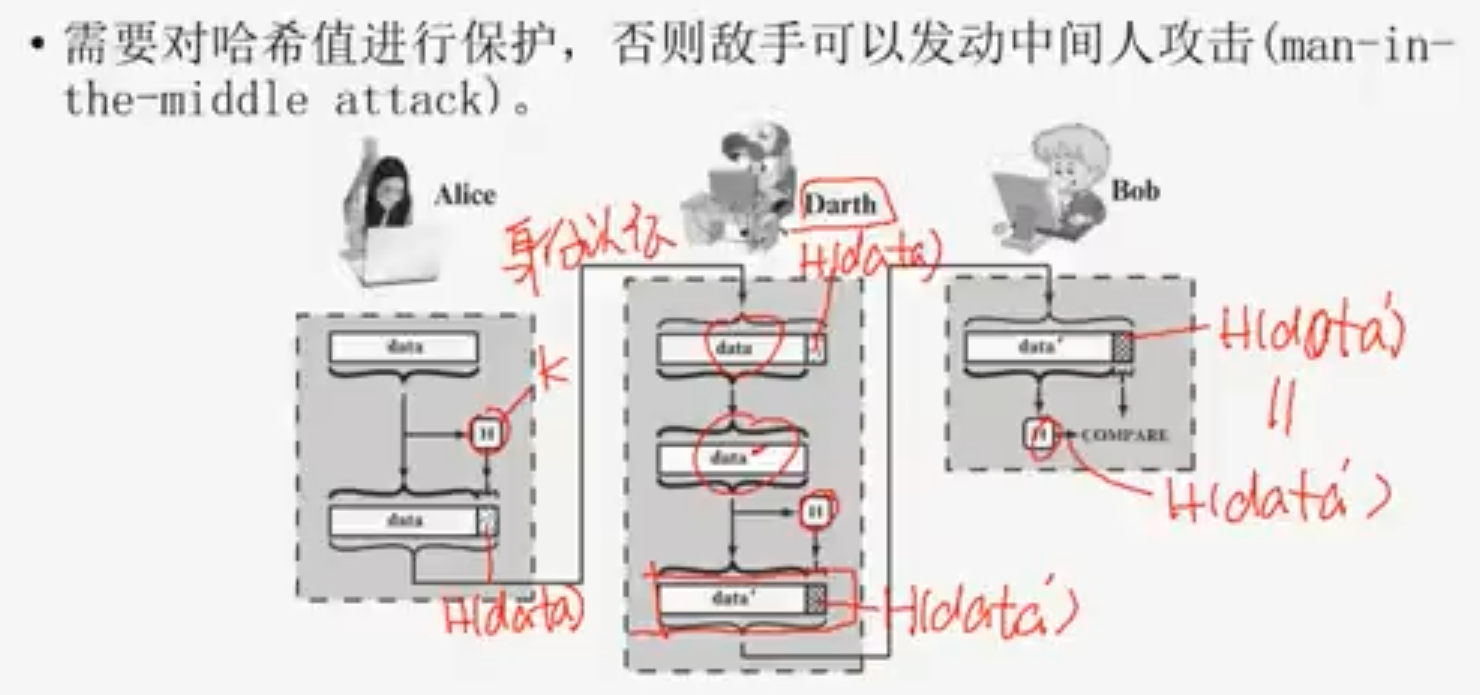 • 需要对哈希值进行保护，否则敌手可以发动中间人攻击(man-in-
the-middle attack)。
Alice
Darth
Bob
身份认证
H(data)
data
K
H
data
H(data)
data
data'
H
data'
H(data')
data'
H(data')
=
H
COMPARE
H(data')